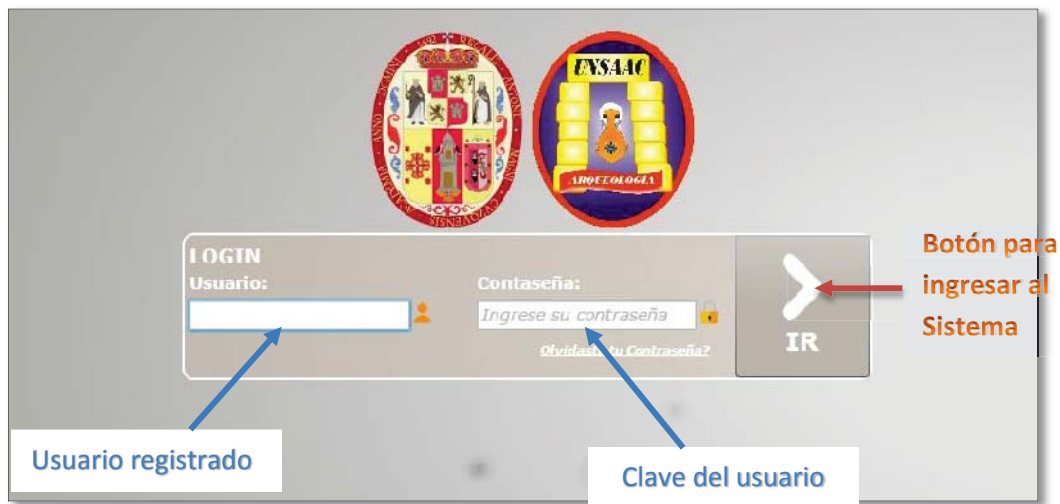 UNSAAC
ARQUEOLOGIA
LOGIN
Usuario:
Contaseña:
Ingrese su contraseña
Olvidaste tu Contraseña?
IR
Botón para
ingresar al
Sistema
Usuario registrado
Clave del usuario